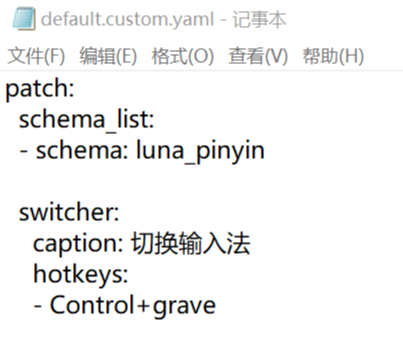 default.custom.yaml - 记事本
文件(F) 编辑(E) 格式(O) 查看(V) 帮助(H)
patch:
  schema_list:
  - schema: luna_pinyin

  switcher:
    caption: 切换输入法
    hotkeys:
    - Control+grave